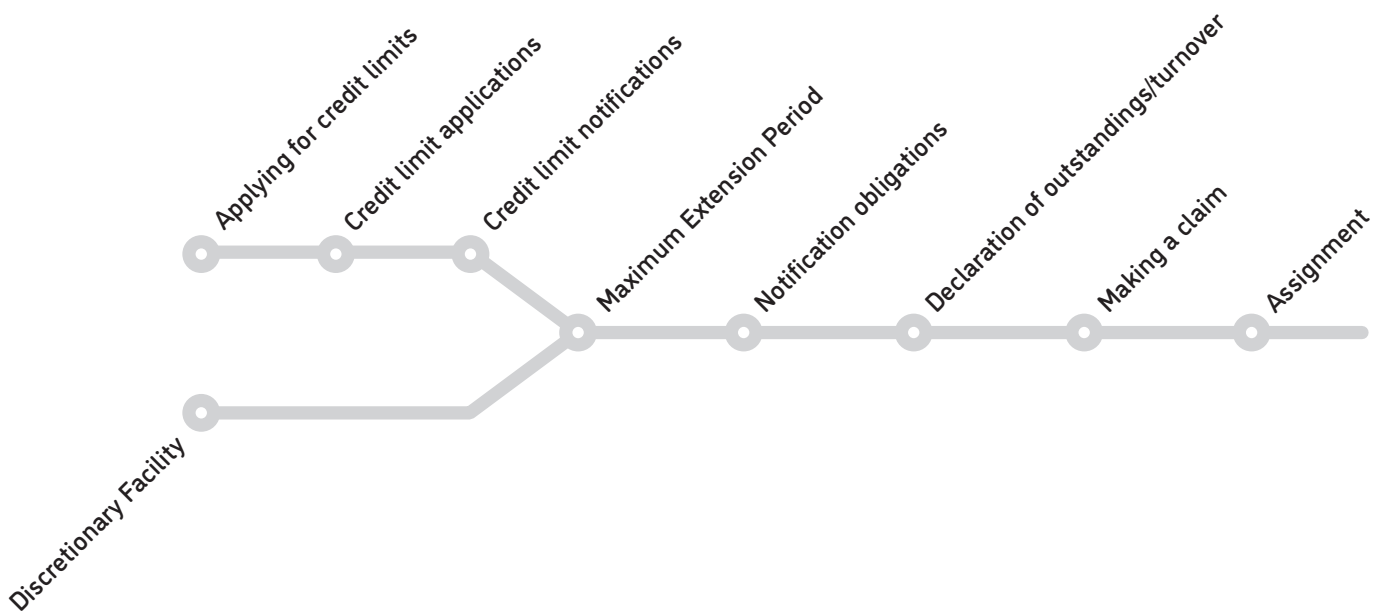 Applying for credit limits
Credit limit applications
Credit limit notifications
Maximum Extension Period
Notification obligations
Declaration of outstandings/turnover
Making a claim
Assignment
Discretionary Facility